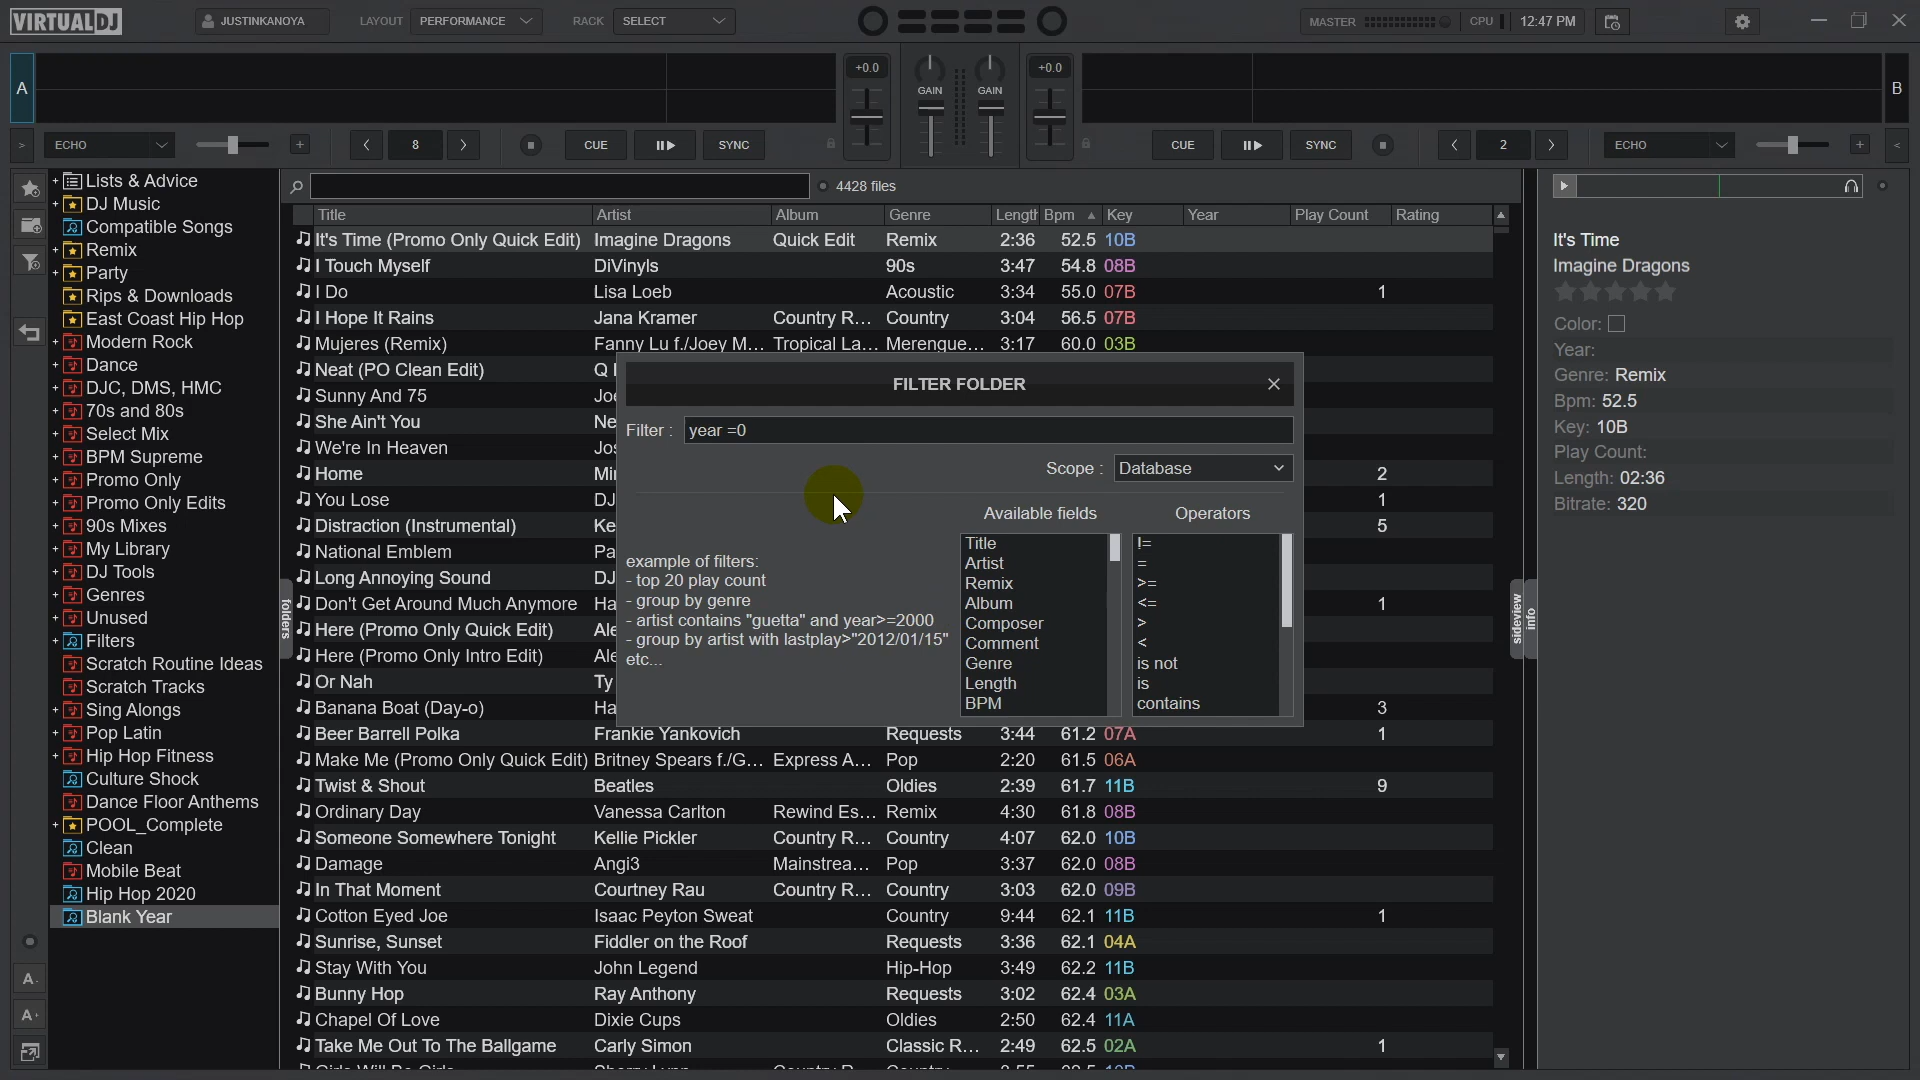 VIRTUALDJ JUSTINKANOYA LAYOUT PERFORMANCE RACK SELECT MASTER CPU 12:47 PM
A +0.0 GAIN GAIN +0.0 B
> ECHO + < 8 > CUE SYNC CUE SYNC < 2 > ECHO + <
Lists & Advice
DJ Music
Compatible Songs
Remix
Party
Rips & Downloads
East Coast Hip Hop
Modern Rock
Dance
DJC, DMS, HMC
70s and 80s
Select Mix
BPM Supreme
Promo Only
Promo Only Edits
90s Mixes
My Library
DJ Tools
Genres
Unused
Filters
Scratch Routine Ideas
Scratch Tracks
Sing Alongs
Pop Latin
Hip Hop Fitness
Culture Shock
Dance Floor Anthems
POOL_Complete
Clean
Mobile Beat
Hip Hop 2020
Blank Year
A-
A+
folders
4428 files
Title Artist Album Genre Length Bpm Key Year Play Count Rating
It's Time (Promo Only Quick Edit) Imagine Dragons Quick Edit Remix 2:36 52.5 10B
I Touch Myself DiVinyls 90s 3:47 54.8 08B
I Do Lisa Loeb Acoustic 3:34 55.0 07B 1
I Hope It Rains Jana Kramer Country R... Country 3:04 56.5 07B
Mujeres (Remix) Fanny Lu f./Joey M... Tropical La... Merengue... 3:17 60.0 03B
Neat (PO Clean Edit)
Sunny And 75
She Ain't You
We're In Heaven
Home 2
You Lose 1
Distraction (Instrumental) 5
National Emblem
Long Annoying Sound
Don't Get Around Much Anymore 1
Here (Promo Only Quick Edit)
Here (Promo Only Intro Edit)
Or Nah
Banana Boat (Day-o) 3
Beer Barrell Polka Frankie Yankovich Requests 3:44 61.2 07A 1
Make Me (Promo Only Quick Edit) Britney Spears f./G... Express A... Pop 2:20 61.5 06A
Twist & Shout Beatles Oldies 2:39 61.7 11B 9
Ordinary Day Vanessa Carlton Rewind Es... Remix 4:30 61.8 08B
Someone Somewhere Tonight Kellie Pickler Country R... Country 4:07 62.0 10B
Damage Angi3 Mainstrea... Pop 3:37 62.0 08B
In That Moment Courtney Rau Country R... Country 3:03 62.0 09B
Cotton Eyed Joe Isaac Peyton Sweat Country 9:44 62.1 11B 1
Sunrise, Sunset Fiddler on the Roof Requests 3:36 62.1 04A
Stay With You John Legend Hip-Hop 3:49 62.2 11B
Bunny Hop Ray Anthony Requests 3:02 62.4 03A
Chapel Of Love Dixie Cups Oldies 2:50 62.4 11A
Take Me Out To The Ballgame Carly Simon Classic R... 2:49 62.5 02A 1
FILTER FOLDER
Filter : year =0
Scope : Database
Available fields Operators
example of filters:
- top 20 play count
- group by genre
- artist contains "guetta" and year>=2000
- group by artist with lastplay>"2012/01/15"
etc...
Title
Artist
Remix
Album
Composer
Comment
Genre
Length
BPM
!=
=
>=
<=
>
<
is not
is
contains
sideview
info
It's Time
Imagine Dragons
Color:
Year:
Genre: Remix
Bpm: 52.5
Key: 10B
Play Count:
Length: 02:36
Bitrate: 320